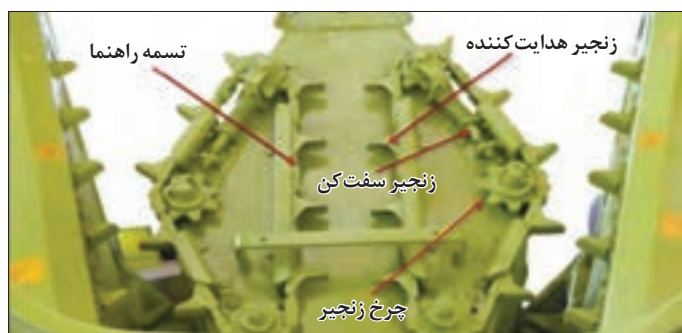 زنجیر هدایت‌کننده
تسمه راهنما
زنجیر سفت‌کن
چرخ زنجیر